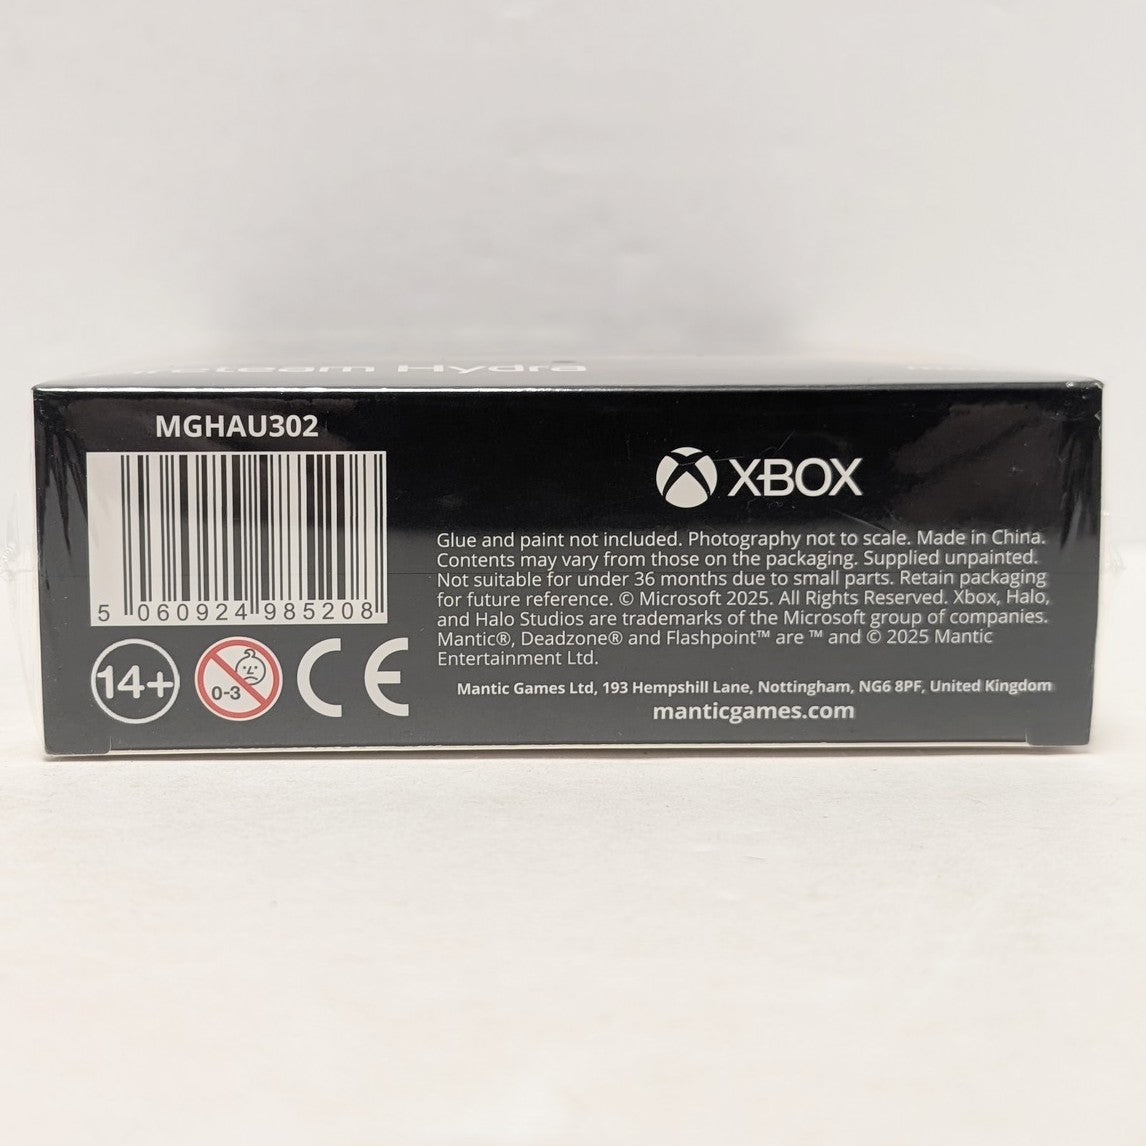 Hydra
MGHAU302
5 060924 985208
14+
0-3
CE
XBOX
Glue and paint not included. Photography not to scale. Made in China.
Contents may vary from those on the packaging. Supplied unpainted.
Not suitable for under 36 months due to small parts. Retain packaging
for future reference. © Microsoft 2025. All Rights Reserved. Xbox, Halo,
and Halo Studios are trademarks of the Microsoft group of companies.
Mantic®, Deadzone® and Flashpoint™ are ™ and © 2025 Mantic
Entertainment Ltd.
Mantic Games Ltd, 193 Hempshill Lane, Nottingham, NG6 8PF, United Kingdom
manticgames.com